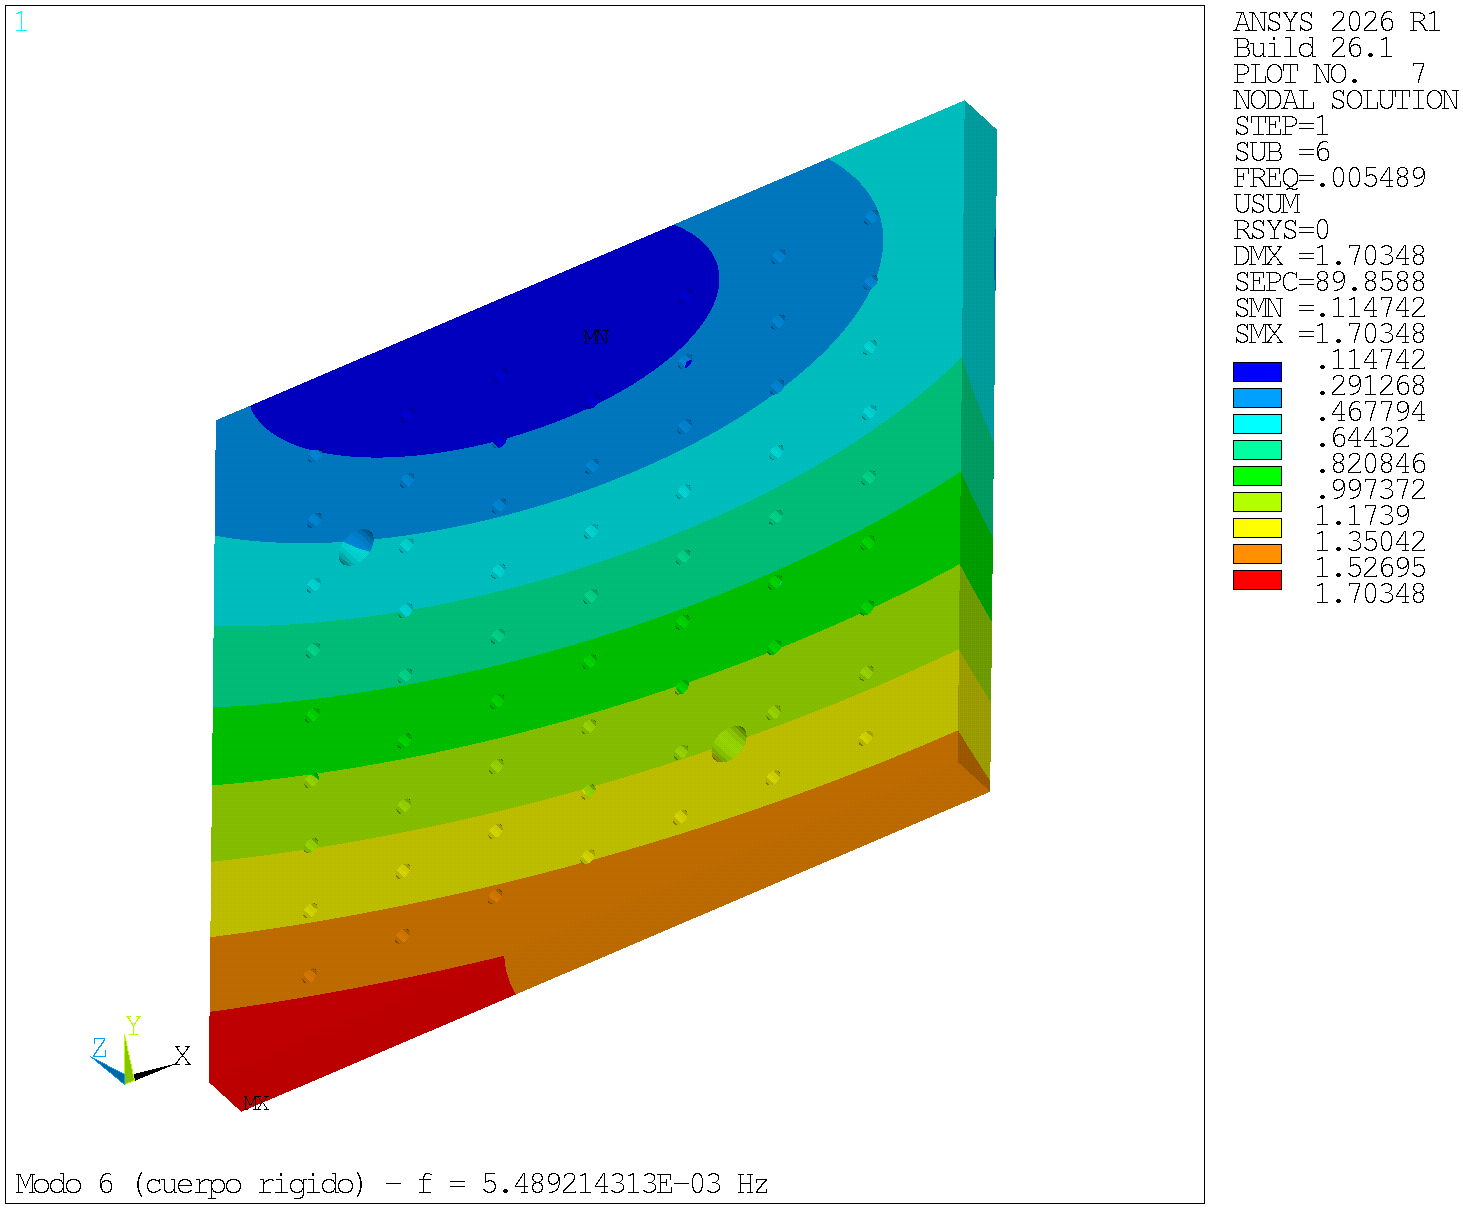 1
ANSYS 2026 R1
Build 26.1
PLOT NO.   7
NODAL SOLUTION
STEP=1
SUB =6
FREQ=.005489
USUM
RSYS=0
DMX =1.70348
SEPC=89.8588
SMN =.114742
SMX =1.70348
.114742
.291268
.467794
.64432
.820846
.997372
1.1739
1.35042
1.52695
1.70348
MN
Z
Y
X
MX
Modo 6 (cuerpo rigido) - f = 5.489214313E-03 Hz